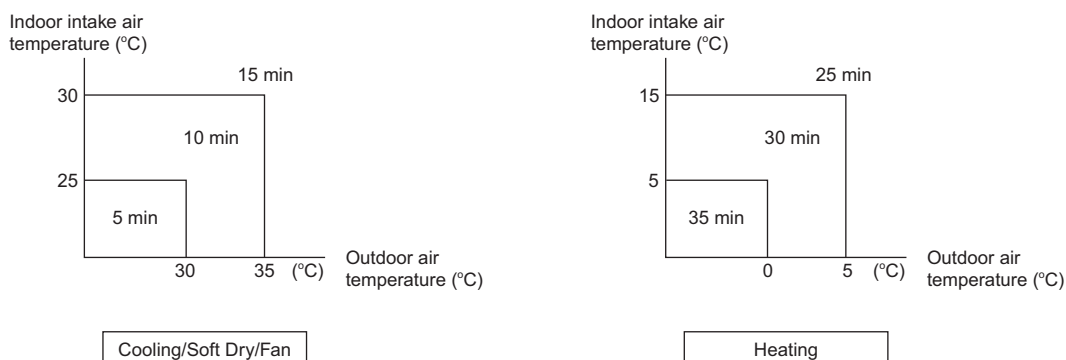 Indoor intake air
temperature (°C)
15 min
30
10 min
25
5 min
30 35 (°C)
Outdoor air
temperature (°C)
Cooling/Soft Dry/Fan
Indoor intake air
temperature (°C)
25 min
15
30 min
5
35 min
0 5 (°C)
Outdoor air
temperature (°C)
Heating